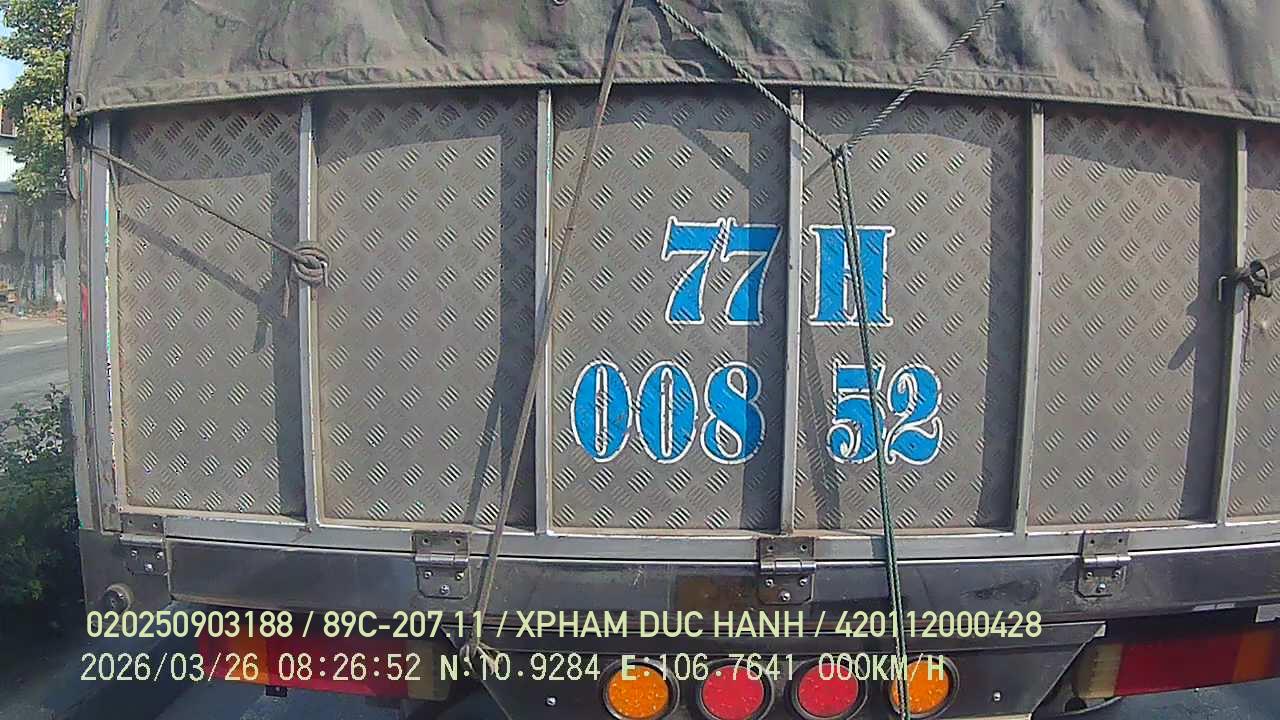 77 H
008 52
020250903188 / 89C-207.11 / XPHAM DUC HANH / 420112000428
2026/03/26 08:26:52 N:10.9284 E:106.7641 000KM/H